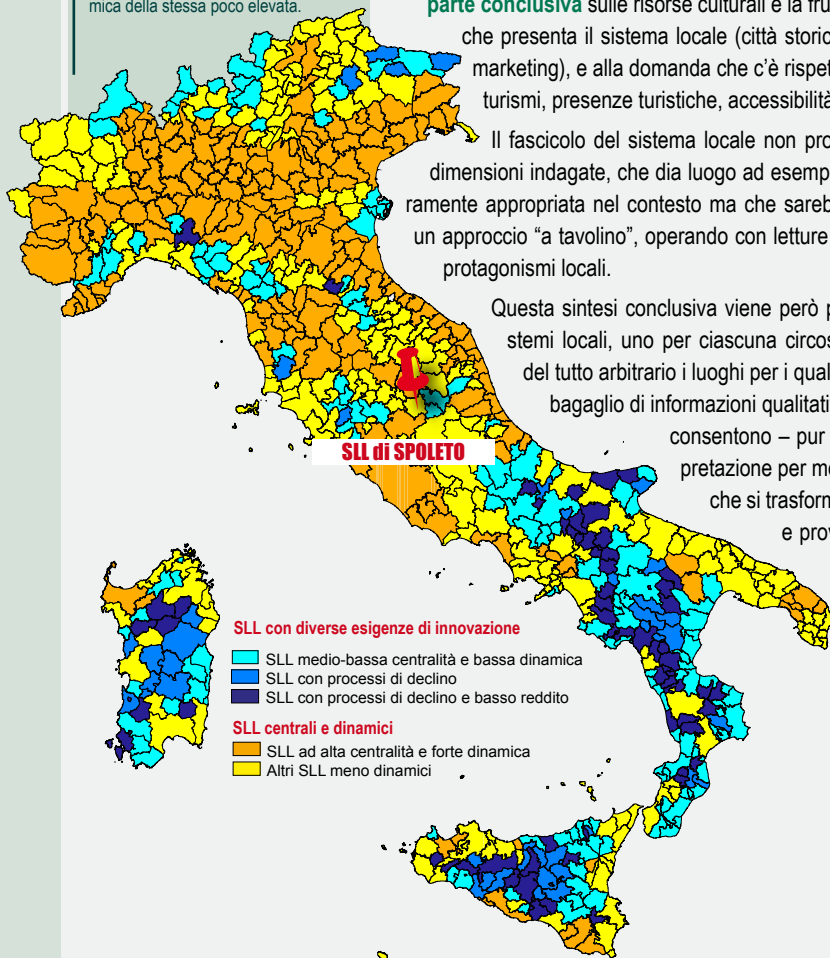 mica della stessa poco elevata.
parte conclusiva sulle risorse culturali e la fru
che presenta il sistema locale (città storic
marketing), e alla domanda che c'è rispet
turismi, presenze turistiche, accessibilità
Il fascicolo del sistema locale non pro
dimensioni indagate, che dia luogo ad esemp
ramente appropriata nel contesto ma che sareb
un approccio “a tavolino”, operando con letture
protagonismi locali.
Questa sintesi conclusiva viene però p
stemi locali, uno per ciascuna circos
del tutto arbitrario i luoghi per i qual
bagaglio di informazioni qualitati
consentono – pur
pretazione per me
che si trasform
e prov
SLL di SPOLETO
SLL con diverse esigenze di innovazione
SLL medio-bassa centralità e bassa dinamica
SLL con processi di declino
SLL con processi di declino e basso reddito
SLL centrali e dinamici
SLL ad alta centralità e forte dinamica
Altri SLL meno dinamici